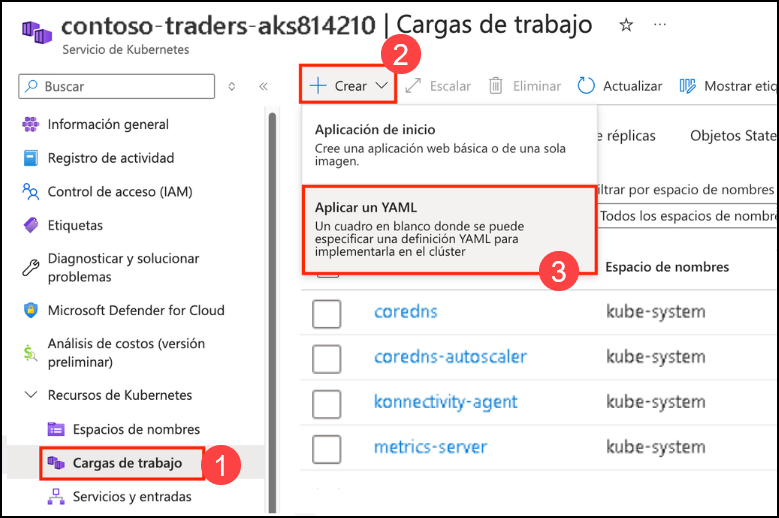 contoso-traders-aks814210 | Cargas de trabajo
Servicio de Kubernetes
2
Buscar
Crear
Escalar
Eliminar
Actualizar
Mostrar etiq
Información general
Registro de actividad
Control de acceso (IAM)
Etiquetas
Diagnosticar y solucionar
problemas
Microsoft Defender for Cloud
Análisis de costos (versión
preliminar)
Recursos de Kubernetes
Espacios de nombres
Cargas de trabajo
1
Servicios y entradas
Aplicación de inicio
Cree una aplicación web básica o de una sola
imagen.
Aplicar un YAML
Un cuadro en blanco donde se puede
especificar una definición YAML para
implementarla en el clúster
3
e réplicas
Objetos State
iltrar por espacio de nombres
Todos los espacios de nombre
Espacio de nombres
coredns kube-system
coredns-autoscaler kube-system
konnectivity-agent kube-system
metrics-server kube-system